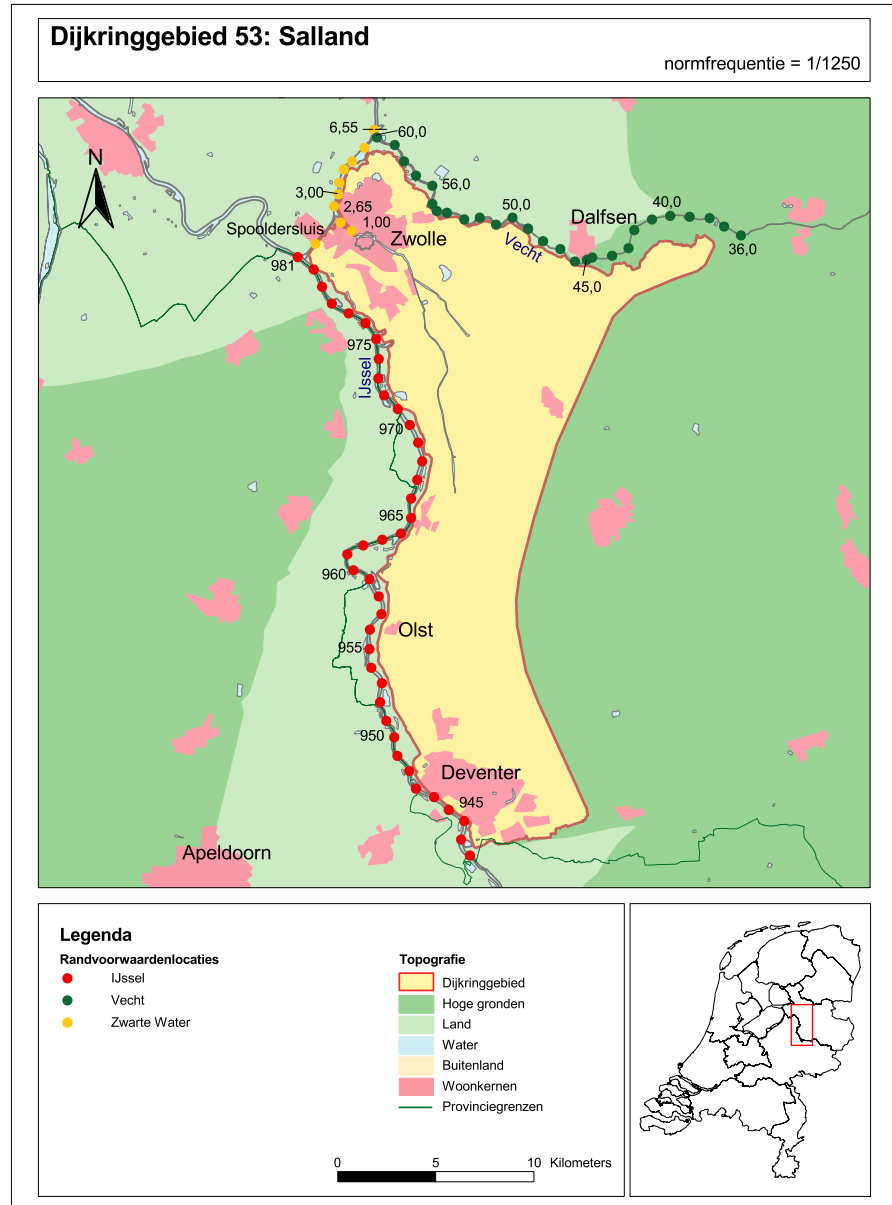 Dijkringgebied 53: Salland
normfrequentie = 1/1250
N
6,55
60,0
3,00
2,65
1,00
56,0
50,0
40,0
36,0
45,0
Spooldersluis
Zwolle
Vecht
Dalfsen
981
975
IJssel
970
965
960
Olst
955
950
Deventer
945
Apeldoorn
Legenda
Randvoorwaardenlocaties
IJssel
Vecht
Zwarte Water
Topografie
Dijkringgebied
Hoge gronden
Land
Water
Buitenland
Woonkernen
Provinciegrenzen
0 5 10 Kilometers